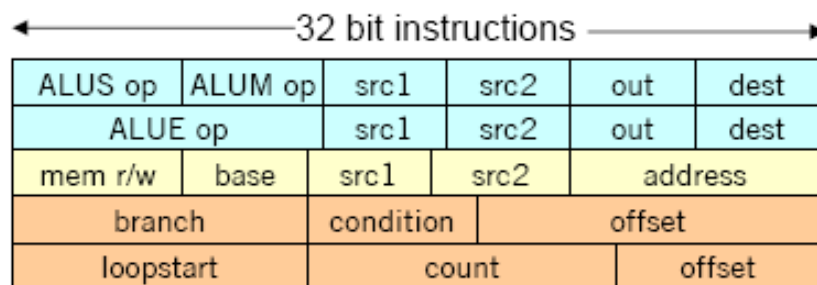 32 bit instructions
ALUS op ALUM op src1 src2 out dest
ALUE op src1 src2 out dest
mem r/w base src1 src2 address
branch condition offset
loopstart count offset